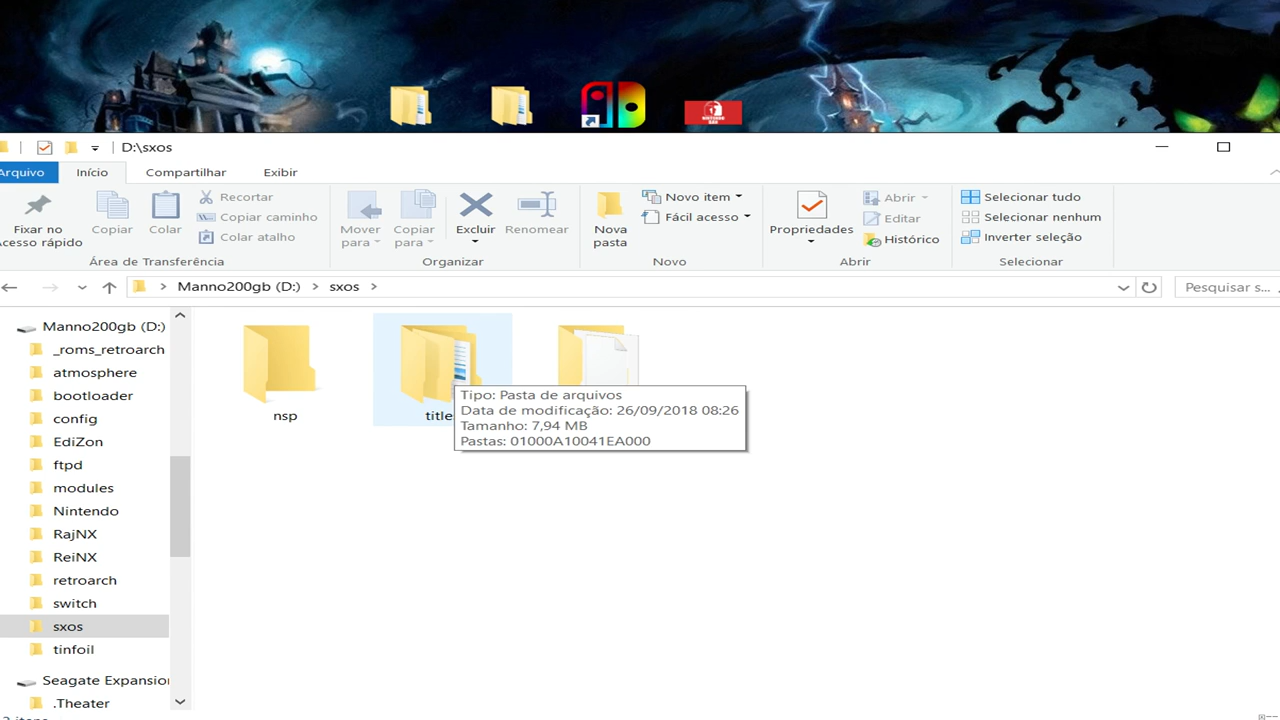 D:\sxos
Arquivo
Início
Compartilhar
Exibir
Fixar no
Acesso rápido
Copiar
Colar
Recortar
Copiar caminho
Colar atalho
Área de Transferência
Mover
para
Copiar
para
Excluir
Renomear
Organizar
Nova
pasta
Novo item
Fácil acesso
Novo
Propriedades
Abrir
Editar
Histórico
Abrir
Selecionar tudo
Selecionar nenhum
Inverter seleção
Selecionar
Manno200gb (D:)
sxos
Pesquisar s...
Manno200gb (D:)
_roms_retroarch
atmosphere
bootloader
config
EdiZon
ftpd
modules
Nintendo
RajNX
ReiNX
retroarch
switch
sxos
tinfoil
Seagate Expansion
.Theater
nsp
title
Tipo: Pasta de arquivos
Data de modificação: 26/09/2018 08:26
Tamanho: 7,94 MB
Pastas: 01000A10041EA000